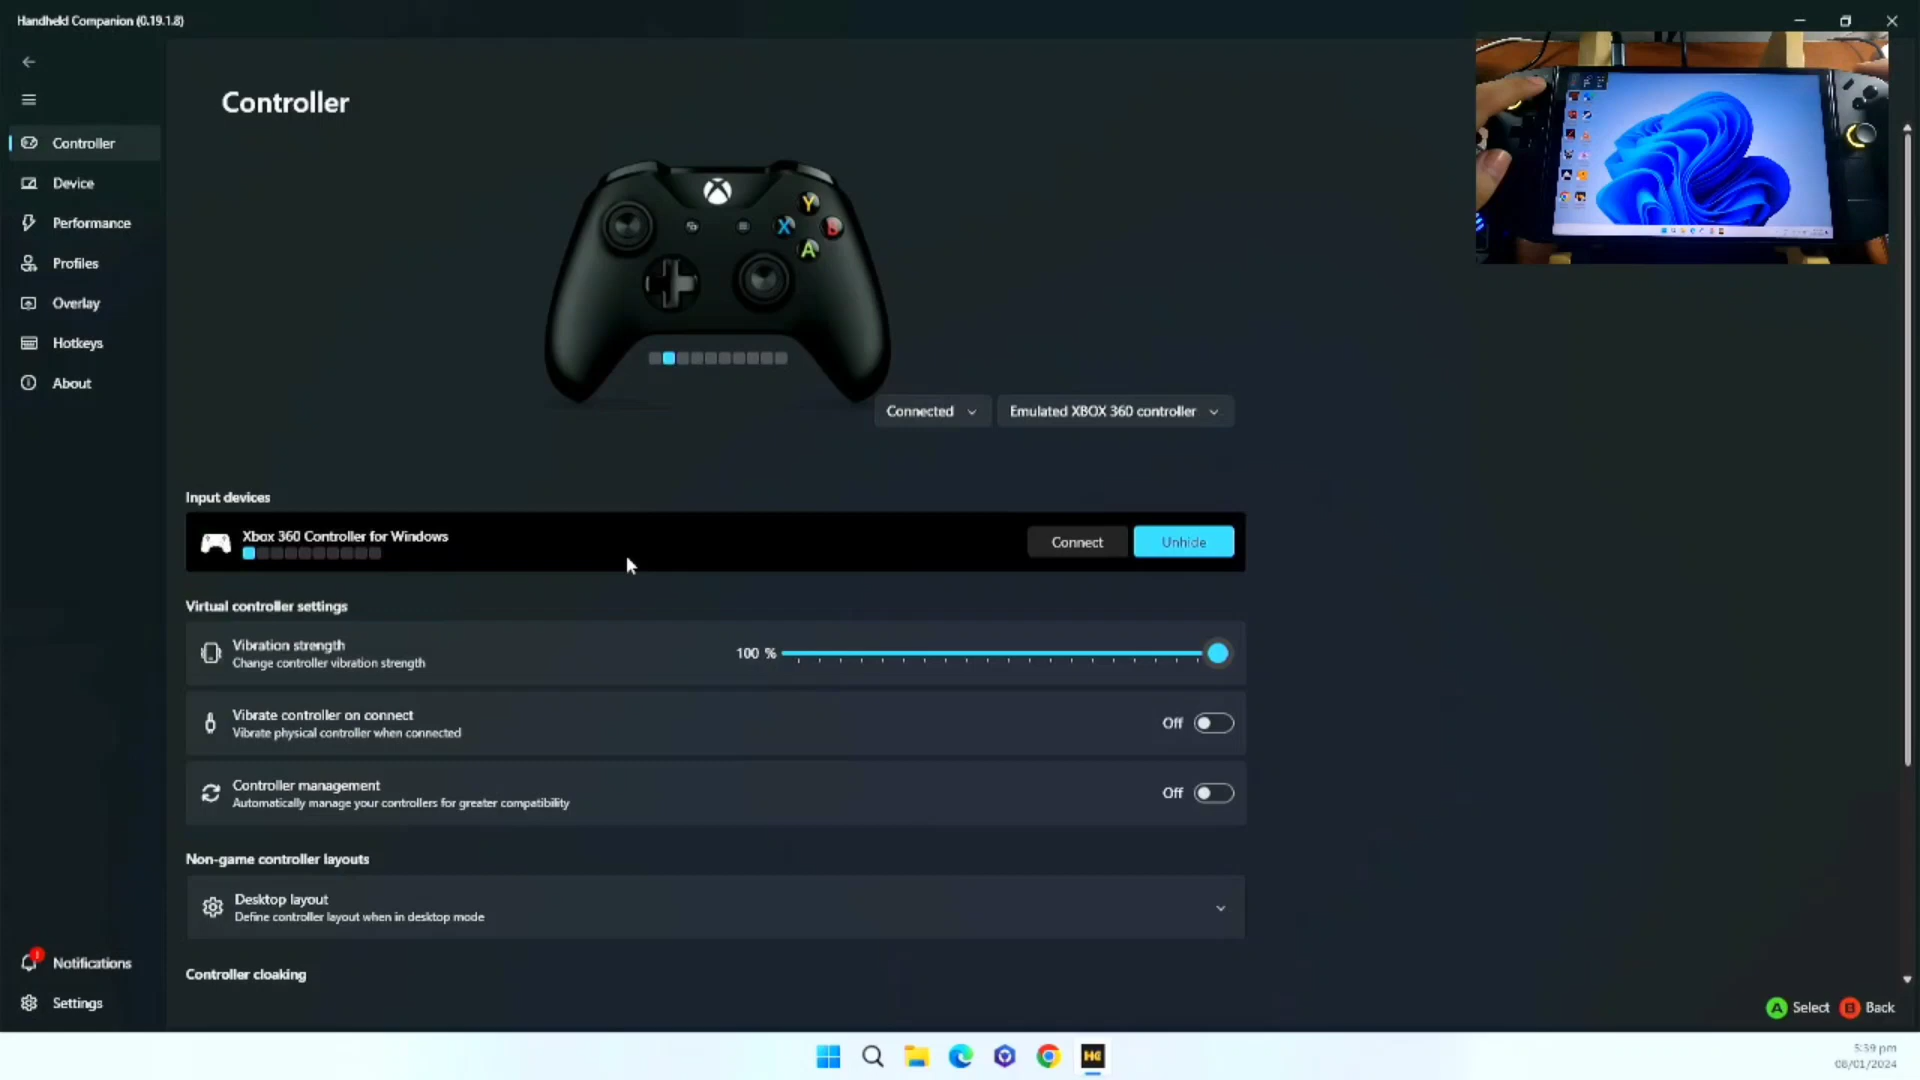 Handheld Companion (0.19.1.8)
Controller
Device
Performance
Profiles
Overlay
Hotkeys
About
Notifications
Settings
Controller
Y
X
B
A
Connected
Emulated XBOX 360 controller
Input devices
Xbox 360 Controller for Windows
Connect
Unhide
Virtual controller settings
Vibration strength
Change controller vibration strength
100 %
Vibrate controller on connect
Vibrate physical controller when connected
Off
Controller management
Automatically manage your controllers for greater compatibility
Off
Non-game controller layouts
Desktop layout
Define controller layout when in desktop mode
Controller cloaking
A Select B Back
HC
5:39 pm
08/01/2024